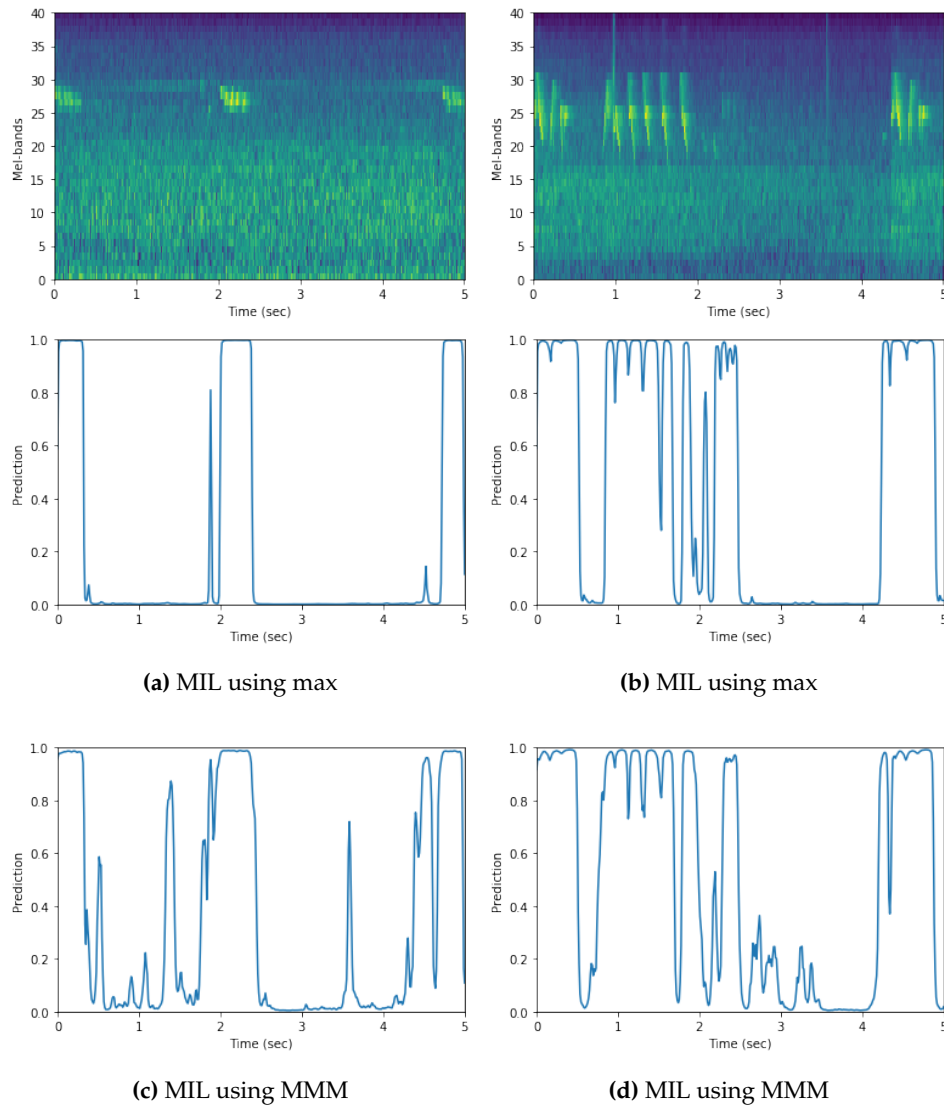 40
35
30
25
20
15
10
5
0
Mel-bands
0 1 2 3 4 5
Time (sec)
40
35
30
25
20
15
10
5
0
Mel-bands
0 1 2 3 4 5
Time (sec)
1.0
0.8
0.6
0.4
0.2
0.0
Prediction
0 1 2 3 4 5
Time (sec)
(a) MIL using max
1.0
0.8
0.6
0.4
0.2
0.0
Prediction
0 1 2 3 4 5
Time (sec)
(b) MIL using max
1.0
0.8
0.6
0.4
0.2
0.0
Prediction
0 1 2 3 4 5
Time (sec)
(c) MIL using MMM
1.0
0.8
0.6
0.4
0.2
0.0
Prediction
0 1 2 3 4 5
Time (sec)
(d) MIL using MMM